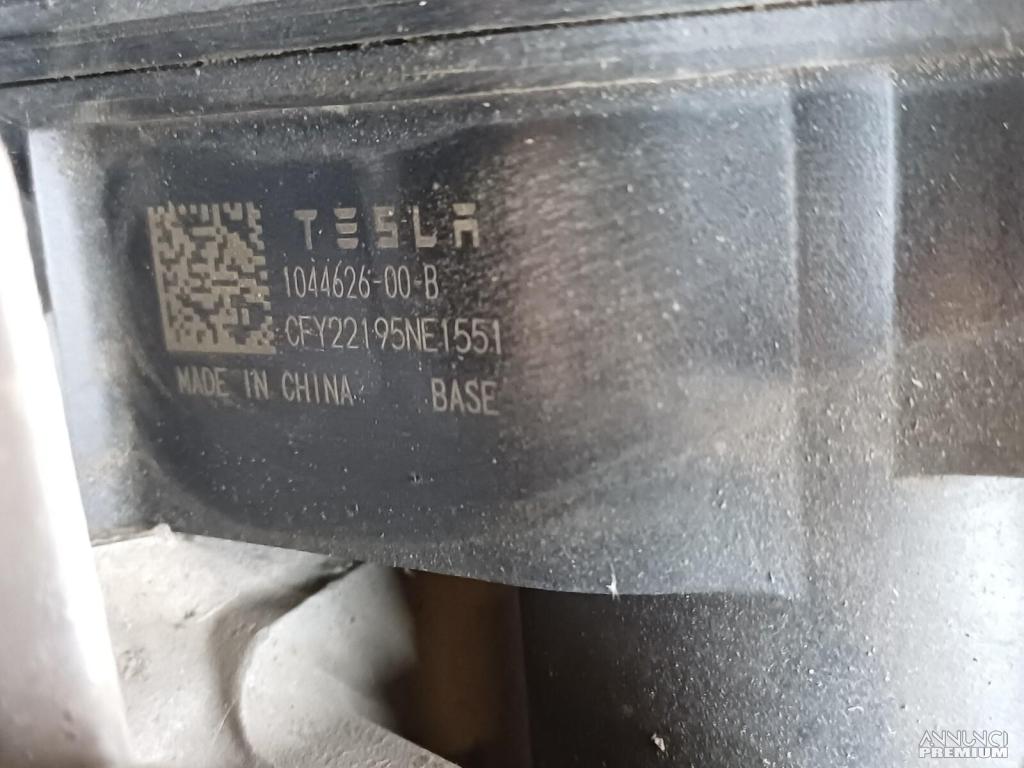 TESLA
1044626-00-B
CFY22195NE1551
MADE IN CHINA BASE
ANNUNCI
PREMIUM